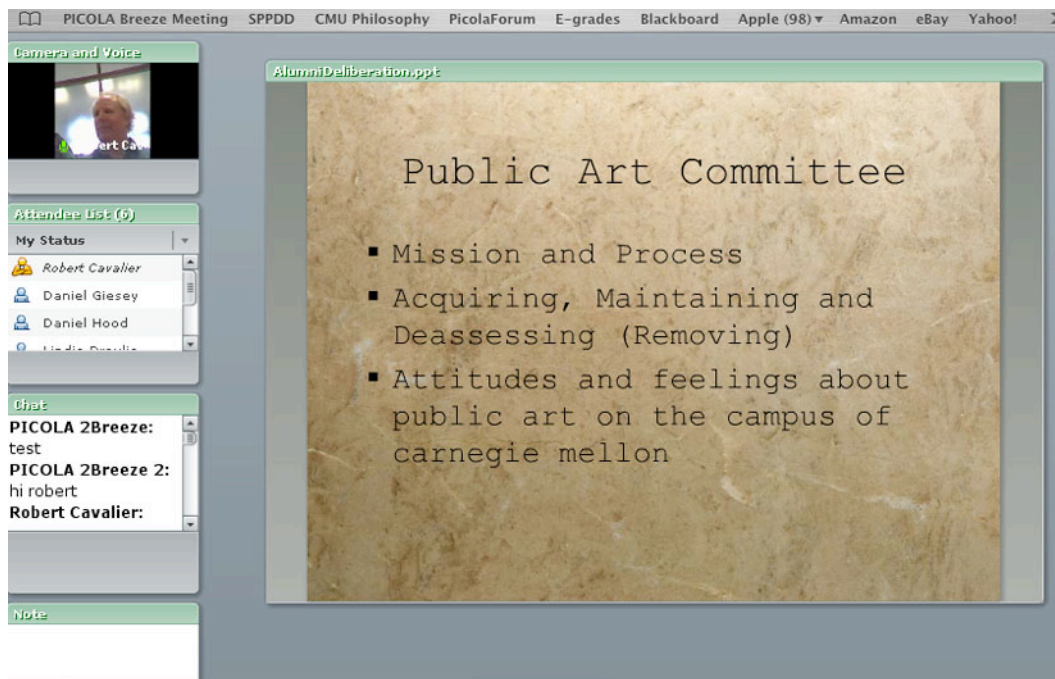 PICOLA Breeze Meeting SPPDD CMU Philosophy PicolaForum E-grades Blackboard Apple (98) Amazon eBay Yahoo!
Camera and Voice
Attendee List (6)
My Status
Robert Cavalier
Daniel Giesey
Daniel Hood
Chat
PICOLA 2Breeze:
test
PICOLA 2Breeze 2:
hi robert
Robert Cavalier:
Note
AlumniDeliberation.ppt
Public Art Committee
▪ Mission and Process
▪ Acquiring, Maintaining and
Deassessing (Removing)
▪ Attitudes and feelings about
public art on the campus of
carnegie mellon